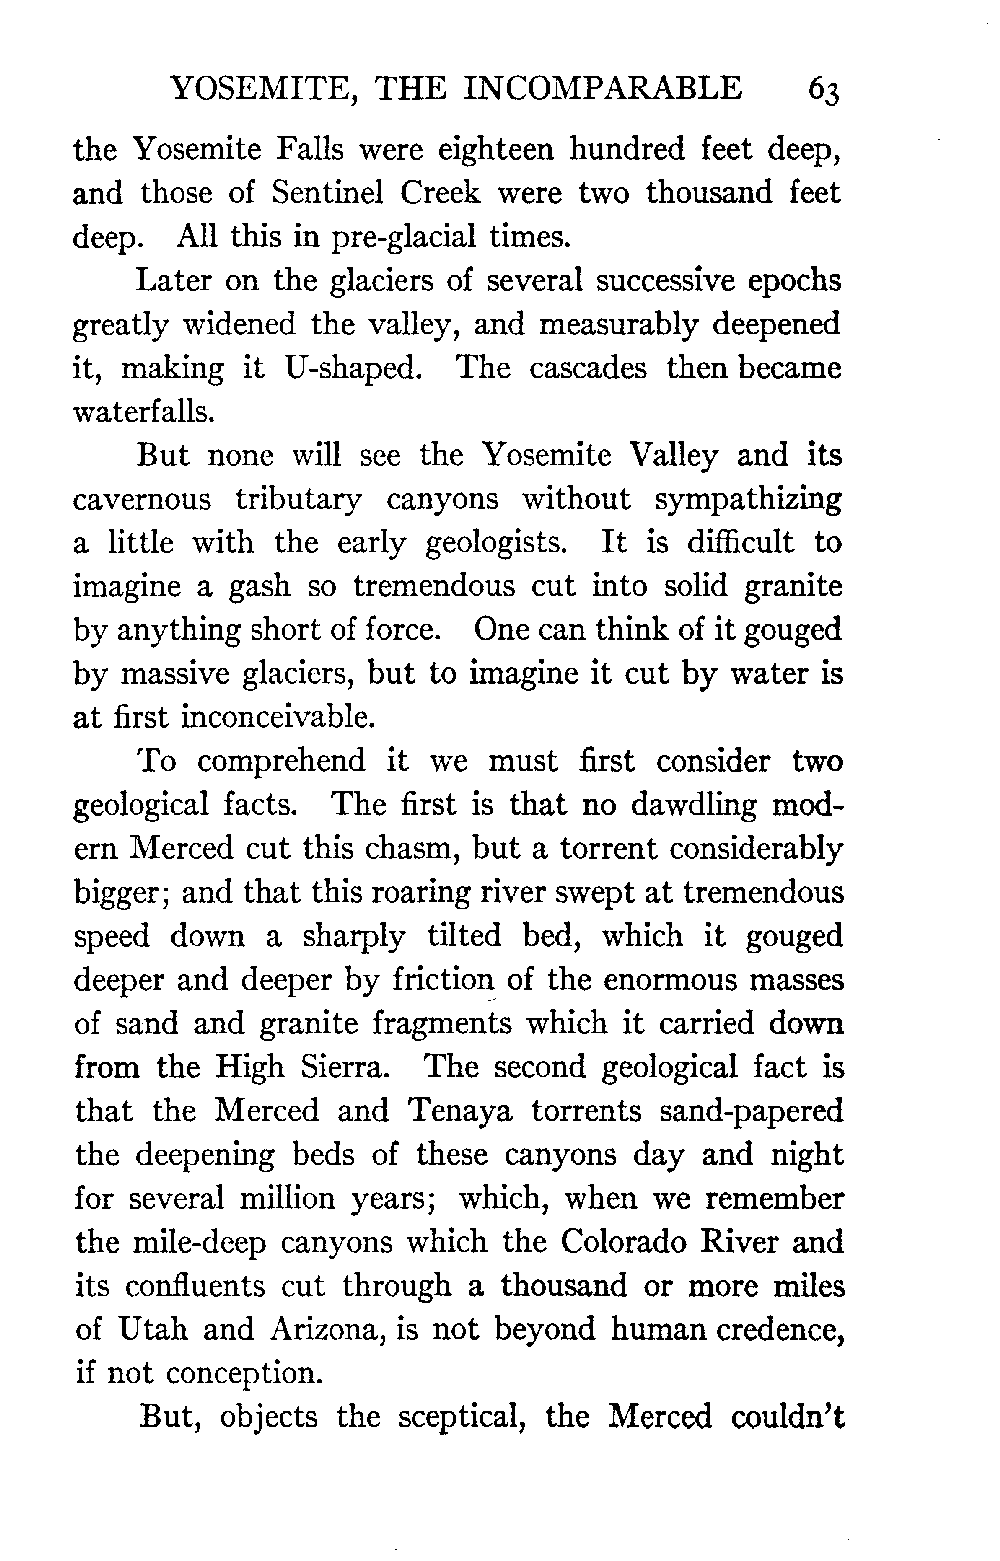 YOSEMITE, THE INCOMPARABLE 63
the Yosemite Falls were eighteen hundred feet deep,
and those of Sentinel Creek were two thousand feet
deep. All this in pre-glacial times.
Later on the glaciers of several successive epochs
greatly widened the valley, and measurably deepened
it, making it U-shaped. The cascades then became
waterfalls.
But none will see the Yosemite Valley and its
cavernous tributary canyons without sympathizing
a little with the early geologists. It is difficult to
imagine a gash so tremendous cut into solid granite
by anything short of force. One can think of it gouged
by massive glaciers, but to imagine it cut by water is
at first inconceivable.
To comprehend it we must first consider two
geological facts. The first is that no dawdling mod-
ern Merced cut this chasm, but a torrent considerably
bigger; and that this roaring river swept at tremendous
speed down a sharply tilted bed, which it gouged
deeper and deeper by friction of the enormous masses
of sand and granite fragments which it carried down
from the High Sierra. The second geological fact is
that the Merced and Tenaya torrents sand-papered
the deepening beds of these canyons day and night
for several million years; which, when we remember
the mile-deep canyons which the Colorado River and
its confluents cut through a thousand or more miles
of Utah and Arizona, is not beyond human credence,
if not conception.
But, objects the sceptical, the Merced couldn't